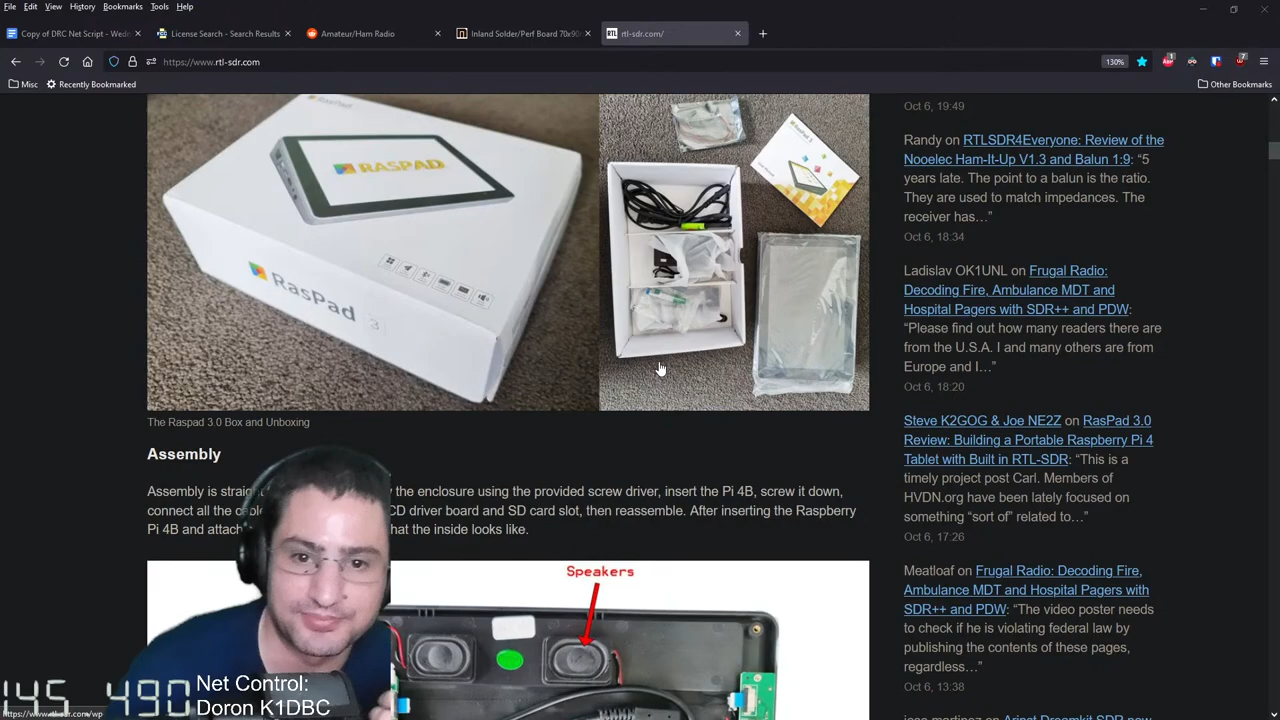 File Edit View History Bookmarks Tools Help
Copy of DRC Net Script - Wedn
License Search - Search Results
Amateur/Ham Radio
Inland Solder/Perf Board 70x90
rtl-sdr.com/
https://www.rtl-sdr.com
130%
Misc
Recently Bookmarked
Other Bookmarks
RASPAD
RasPad 3
RasPad 3
The Raspad 3.0 Box and Unboxing
Assembly
Assembly is straig the enclosure using the provided screw driver, insert the Pi 4B, screw it down,
connect all the CD driver board and SD card slot, then reassemble. After inserting the Raspberry
Pi 4B and attach hat the inside looks like.
Speakers
Oct 6, 19:49
Randy on RTLSDR4Everyone: Review of the
Nooelec Ham-It-Up V1.3 and Balun 1:9: “5
years late. The point to a balun is the ratio.
They are used to match impedances. The
receiver has…”
Oct 6, 18:34
Ladislav OK1UNL on Frugal Radio:
Decoding Fire, Ambulance MDT and
Hospital Pagers with SDR++ and PDW:
“Please find out how many readers there are
from the U.S.A. I and many others are from
Europe and I…”
Oct 6, 18:20
Steve K2GOG & Joe NE2Z on RasPad 3.0
Review: Building a Portable Raspberry Pi 4
Tablet with Built in RTL-SDR: “This is a
timely project post Carl. Members of
HVDN.org have been lately focused on
something “sort of” related to…”
Oct 6, 17:26
Meatloaf on Frugal Radio: Decoding Fire,
Ambulance MDT and Hospital Pagers with
SDR++ and PDW: “The video poster needs
to check if he is violating federal law by
publishing the contents of these pages,
regardless…”
Oct 6, 13:38
145 490
Net Control:
Doron K1DBC
https://www.rtl-sdr.com/wp